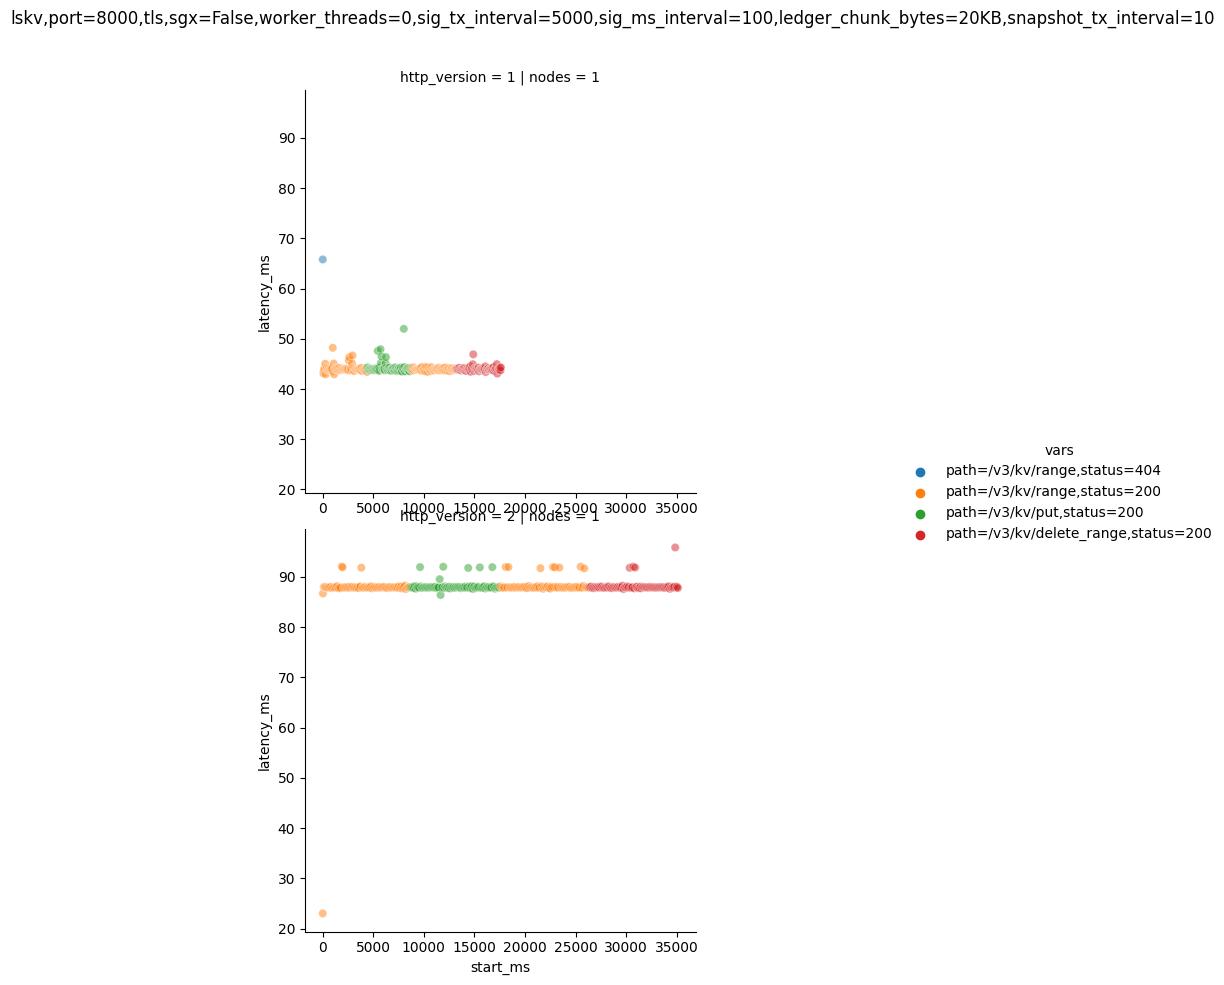 lskv,port=8000,tls,sgx=False,worker_threads=0,sig_tx_interval=5000,sig_ms_interval=100,ledger_chunk_bytes=20KB,snapshot_tx_interval=10
http_version = 1 | nodes = 1
90
80
70
60
50
40
30
20
latency_ms
0 5000 10000 15000 20000 25000 30000 35000
http_version = 2 | nodes = 1
90
80
70
60
50
40
30
20
latency_ms
0 5000 10000 15000 20000 25000 30000 35000
start_ms
vars
path=/v3/kv/range,status=404
path=/v3/kv/range,status=200
path=/v3/kv/put,status=200
path=/v3/kv/delete_range,status=200